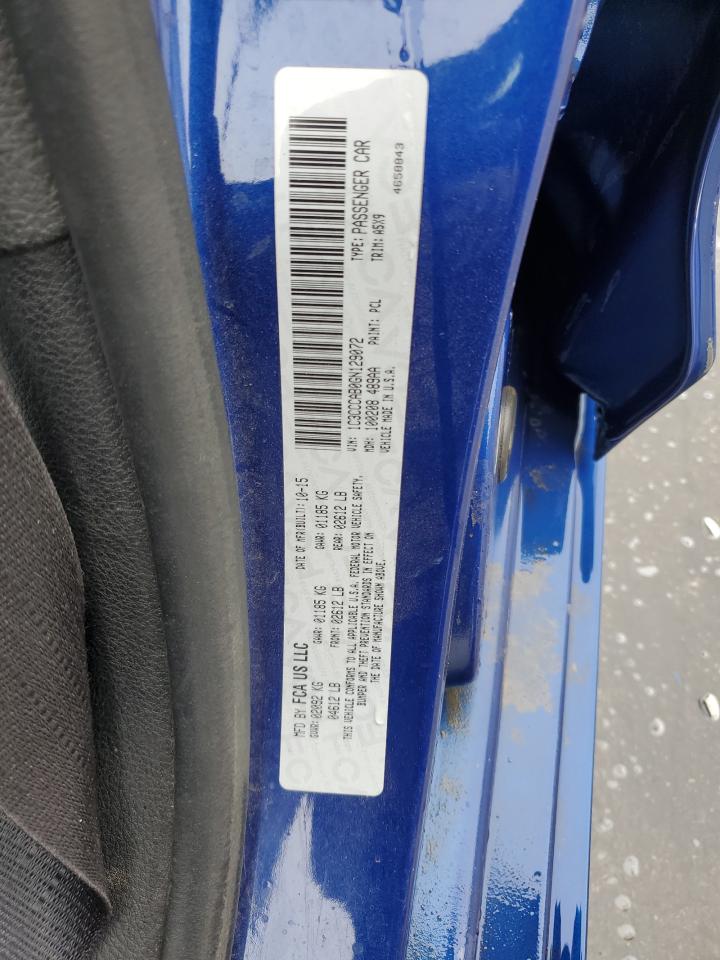 MFD BY FCA US LLC
DATE OF MFR(BUILT): 10-15
GVWR: 02092 KG
GAWR: 01185 KG
GAWR: 01185 KG
04612 LB
FRONT: 02612 LB
REAR: 02612 LB
THIS VEHICLE CONFORMS TO ALL APPLICABLE U.S.A. FEDERAL MOTOR VEHICLE SAFETY,
BUMPER AND THEFT PREVENTION STANDARDS IN EFFECT ON
THE DATE OF MANUFACTURE SHOWN ABOVE.
VIN: 1C3CCCAB0GN129072
TYPE: PASSENGER CAR
MDH: 100208 489AA
PAINT: PCL
TRIM: A5X9
VEHICLE MADE IN U.S.A.
4650843